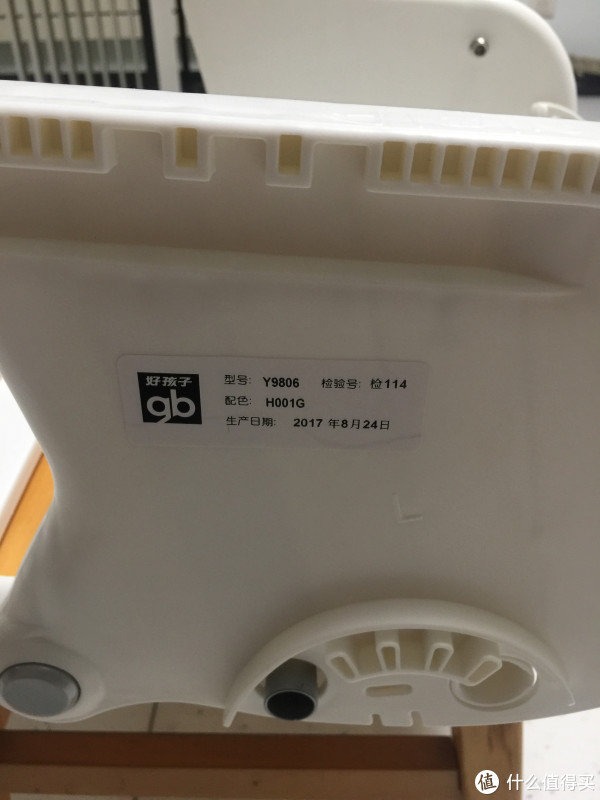 好孩子
gb
型号: Y9806 检验号: 检114
配色: H001G
生产日期: 2017 年8月24日
L
值 什么值得买